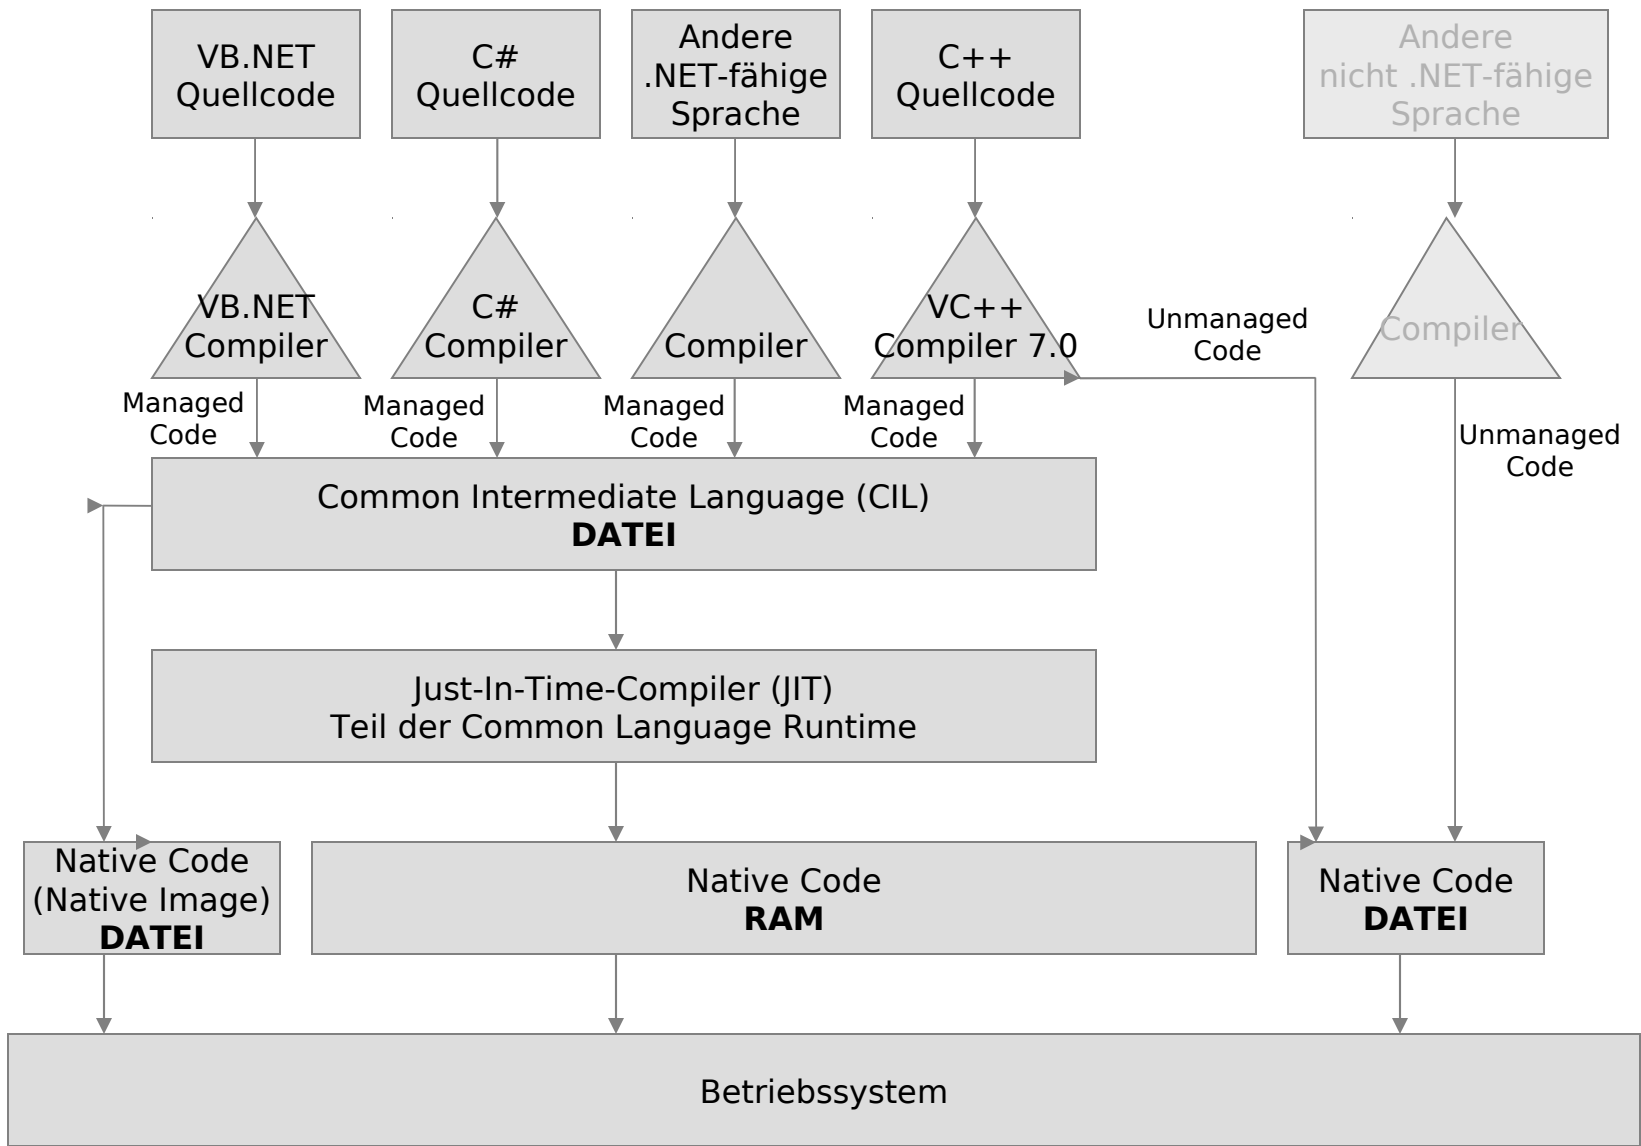 VB.NET
Quellcode
C#
Quellcode
Andere
.NET-fähige
Sprache
C++
Quellcode
Andere
nicht .NET-fähige
Sprache
VB.NET
Compiler
C#
Compiler
Compiler
VC++
Compiler 7.0
Unmanaged
Code
Compiler
Managed
Code
Managed
Code
Managed
Code
Managed
Code
Unmanaged
Code
Common Intermediate Language (CIL)
DATEI
Just-In-Time-Compiler (JIT)
Teil der Common Language Runtime
Native Code
(Native Image)
DATEI
Native Code
RAM
Native Code
DATEI
Betriebssystem